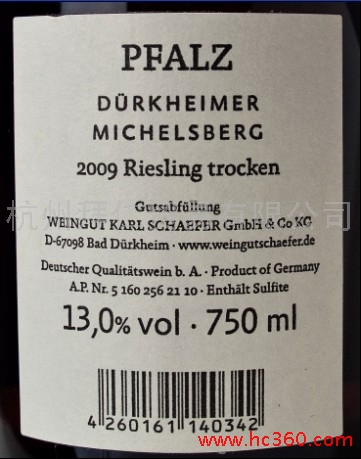 PFALZ
DÜRKHEIMER
MICHELSBERG
2009 Riesling trocken
Gutsabfüllung
WEINGUT KARL SCHAEFER GmbH & Co KG
D-67098 Bad Dürkheim · www.weingutschaefer.de
Deutscher Qualitätswein b. A. · Product of Germany
A.P. Nr. 5 160 256 21 10 · Enthält Sulfite
13,0% vol · 750 ml
4 260161 140342
www.hc360.com